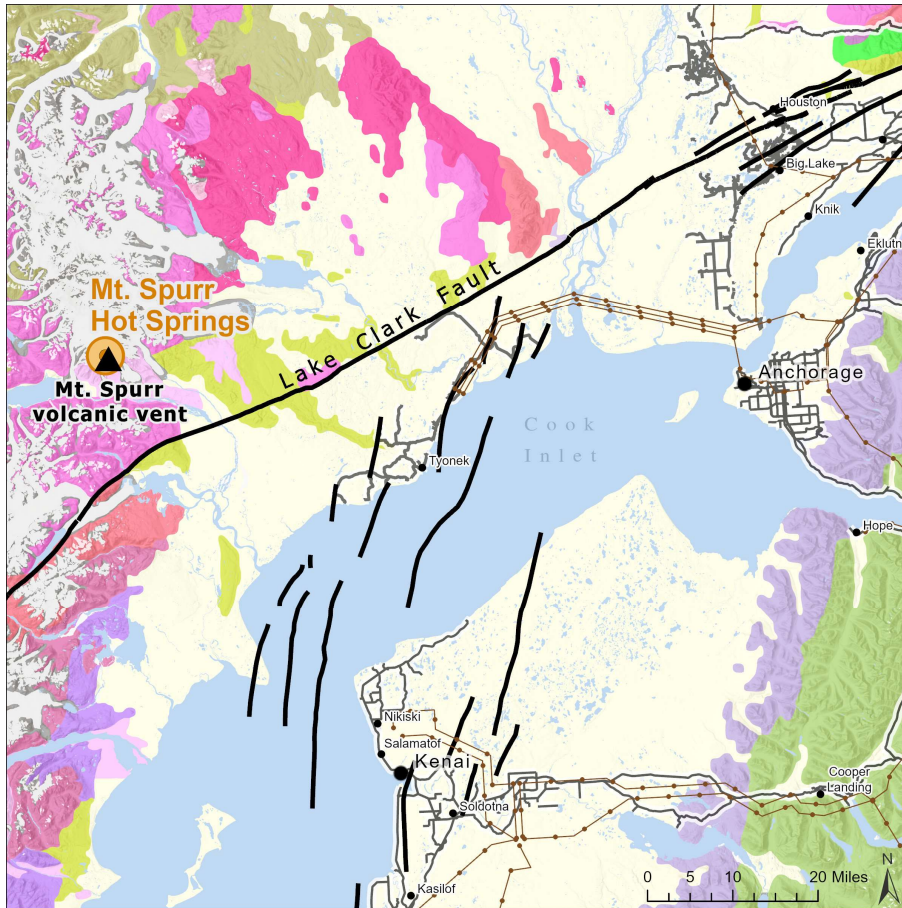 Houston
Big Lake
Knik
Eklutn
Mt. Spurr
Hot Springs
Lake Clark Fault
Mt. Spurr
volcanic vent
Anchorage
Cook
Inlet
Tyonek
Hope
Nikiski
Salamatof
Kenai
Cooper
Landing
Soldotna
Kasilof
N
0 5 10 20 Miles